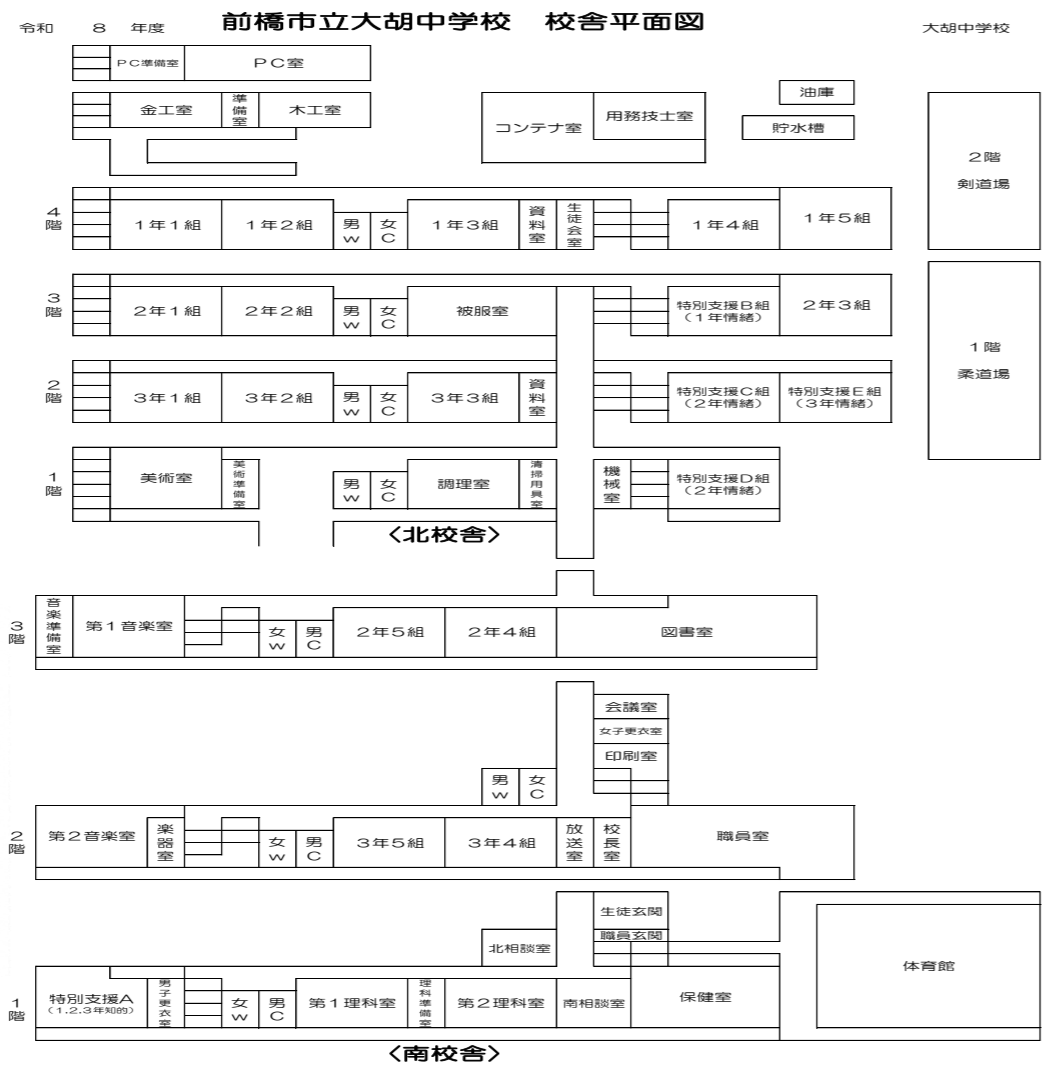 令和 8 年度 前橋市立大胡中学校 校舎平面図 大胡中学校
PC準備室 PC室
金工室 準備室 木工室
コンテナ室 用務技士室
油庫
貯水槽
2階
剣道場
4階 1年1組 1年2組 男W 女C 1年3組 資料室 生徒会室 1年4組 1年5組
3階 2年1組 2年2組 男W 女C 被服室 特別支援B組
(1年情緒) 2年3組
1階
柔道場
2階 3年1組 3年2組 男W 女C 3年3組 資料室 特別支援C組
(2年情緒) 特別支援E組
(3年情緒)
1階 美術室 美術準備室 男W 女C 調理室 清掃用具室 機械室 特別支援D組
(2年情緒)
<北校舎>
3階 音楽準備室 第1音楽室 女W 男C 2年5組 2年4組 図書室
会議室
女子更衣室
印刷室
男W 女C
2階 第2音楽室 楽器室 女W 男C 3年5組 3年4組 放送室 校長室 職員室
生徒玄関
職員玄関
北相談室
体育館
1階 特別支援A
(1,2,3年知的) 男子更衣室 女W 男C 第1理科室 理科準備室 第2理科室 南相談室 保健室
<南校舎>